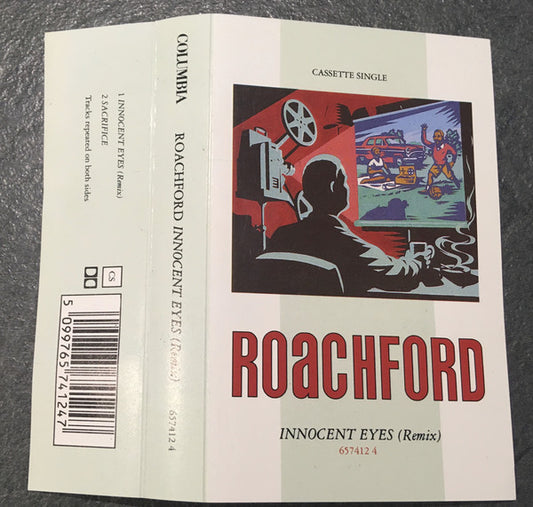 1 INNOCENT EYES (Remix)
2 SACRIFICE
Tracks repeated on both sides
CS
5 099765 741247
COLUMBIA ROACHFORD INNOCENT EYES (Remix) 657412 4
CASSETTE SINGLE
ROACHFORD
INNOCENT EYES (Remix)
657412 4